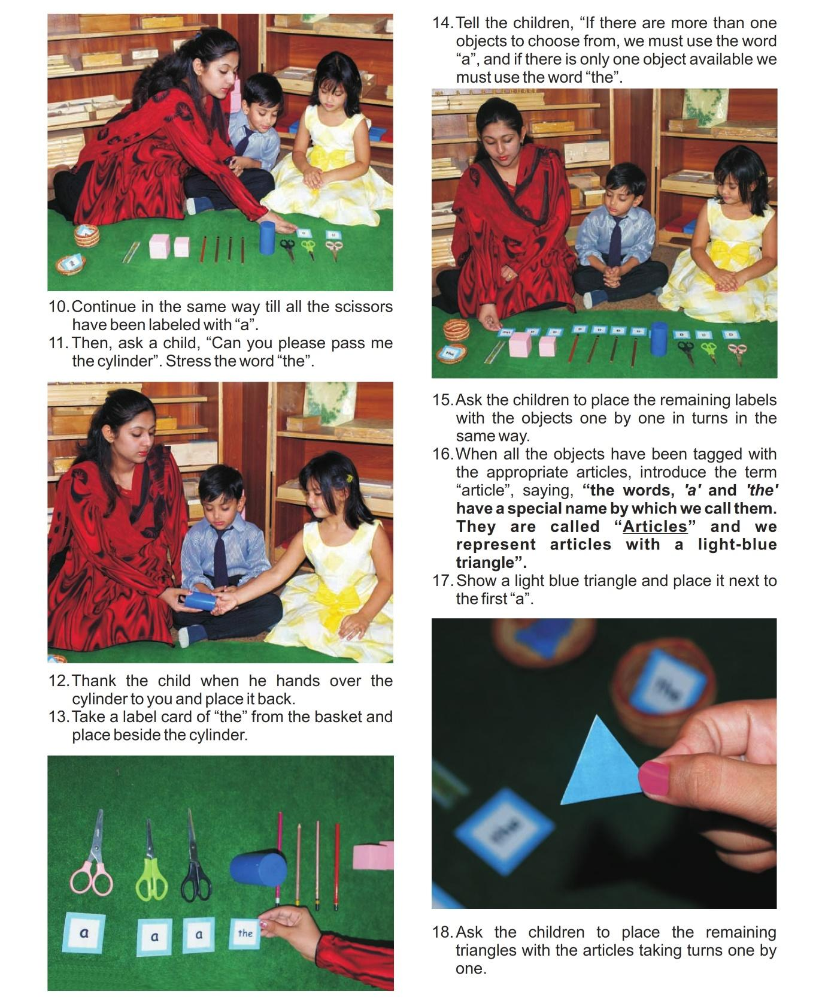 10.Continue in the same way till all the scissors
have been labeled with “a”.
11. Then, ask a child, “Can you please pass me
the cylinder”. Stress the word “the”.
12.Thank the child when he hands over the
cylinder to you and place it back.
13.Take a label card of “the” from the basket and
place beside the cylinder.
a
a
a
the
14.Tell the children, “If there are more than one
objects to choose from, we must use the word
“a”, and if there is only one object available we
must use the word “the”.
the
15.Ask the children to place the remaining labels
with the objects one by one in turns in the
same way.
16.When all the objects have been tagged with
the appropriate articles, introduce the term
“article”, saying, “the words, 'a' and 'the'
have a special name by which we call them.
They are called “Articles” and we
represent articles with a light-blue
triangle”.
17.Show a light blue triangle and place it next to
the first “a”.
the
the
18.Ask the children to place the remaining
triangles with the articles taking turns one by
one.